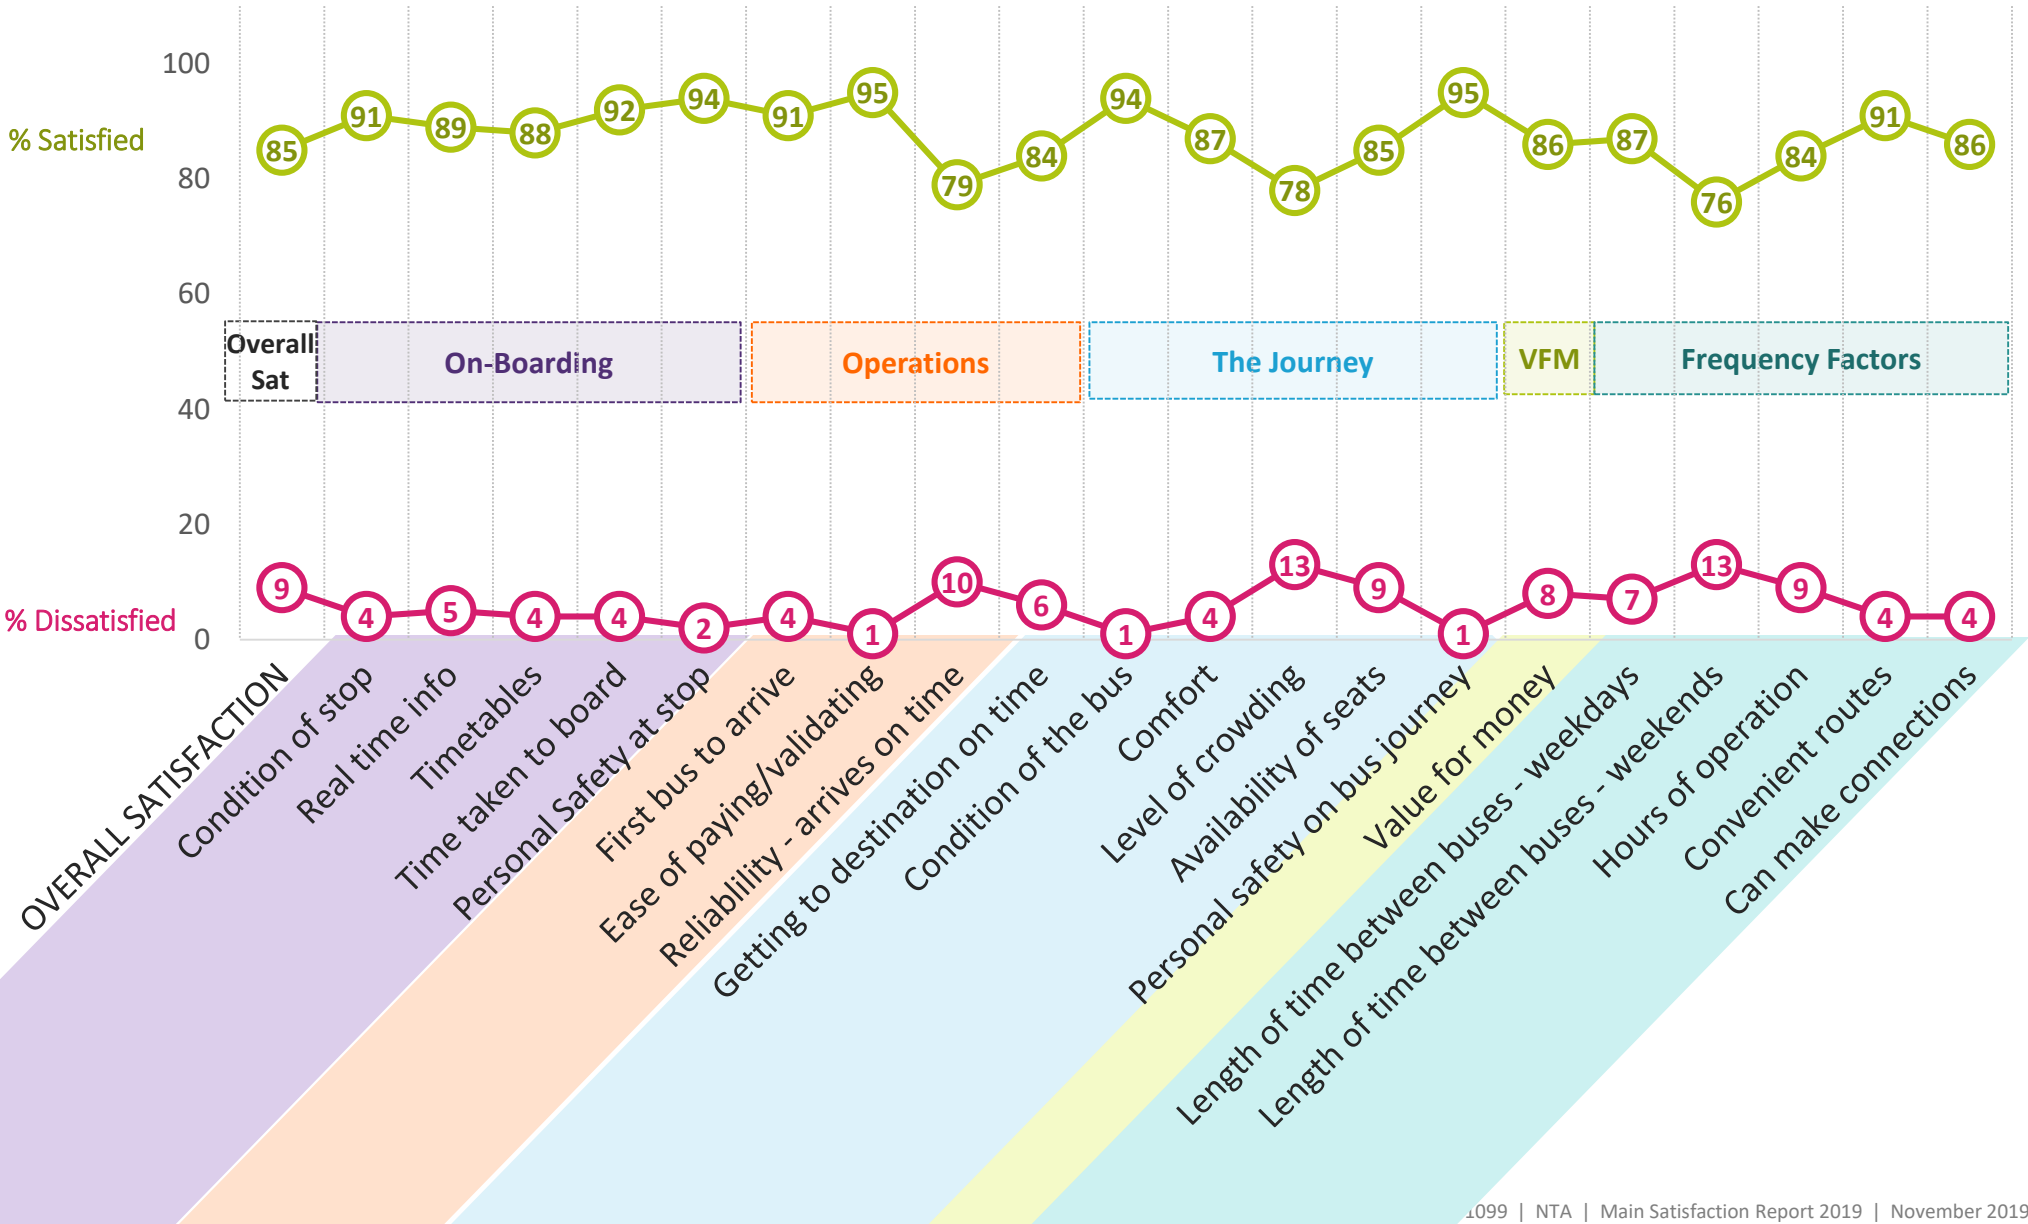 100
80
60
40
20
0
% Satisfied
85
91
89
88
92
94
91
95
79
84
94
87
78
85
95
86
87
76
84
91
86
Overall
Sat
On-Boarding
Operations
The Journey
VFM
Frequency Factors
% Dissatisfied
9
4
5
4
4
2
4
1
10
6
1
4
13
9
1
8
7
13
9
4
4
OVERALL SATISFACTION
Condition of stop
Real time info
Timetables
Time taken to board
Personal Safety at stop
First bus to arrive
Ease of paying/validating
Reliablility - arrives on time
Getting to destination on time
Condition of the bus
Comfort
Level of crowding
Availability of seats
Personal safety on bus journey
Value for money
Length of time between buses - weekdays
Length of time between buses - weekends
Hours of operation
Convenient routes
Can make connections
1099 | NTA | Main Satisfaction Report 2019 | November 2019